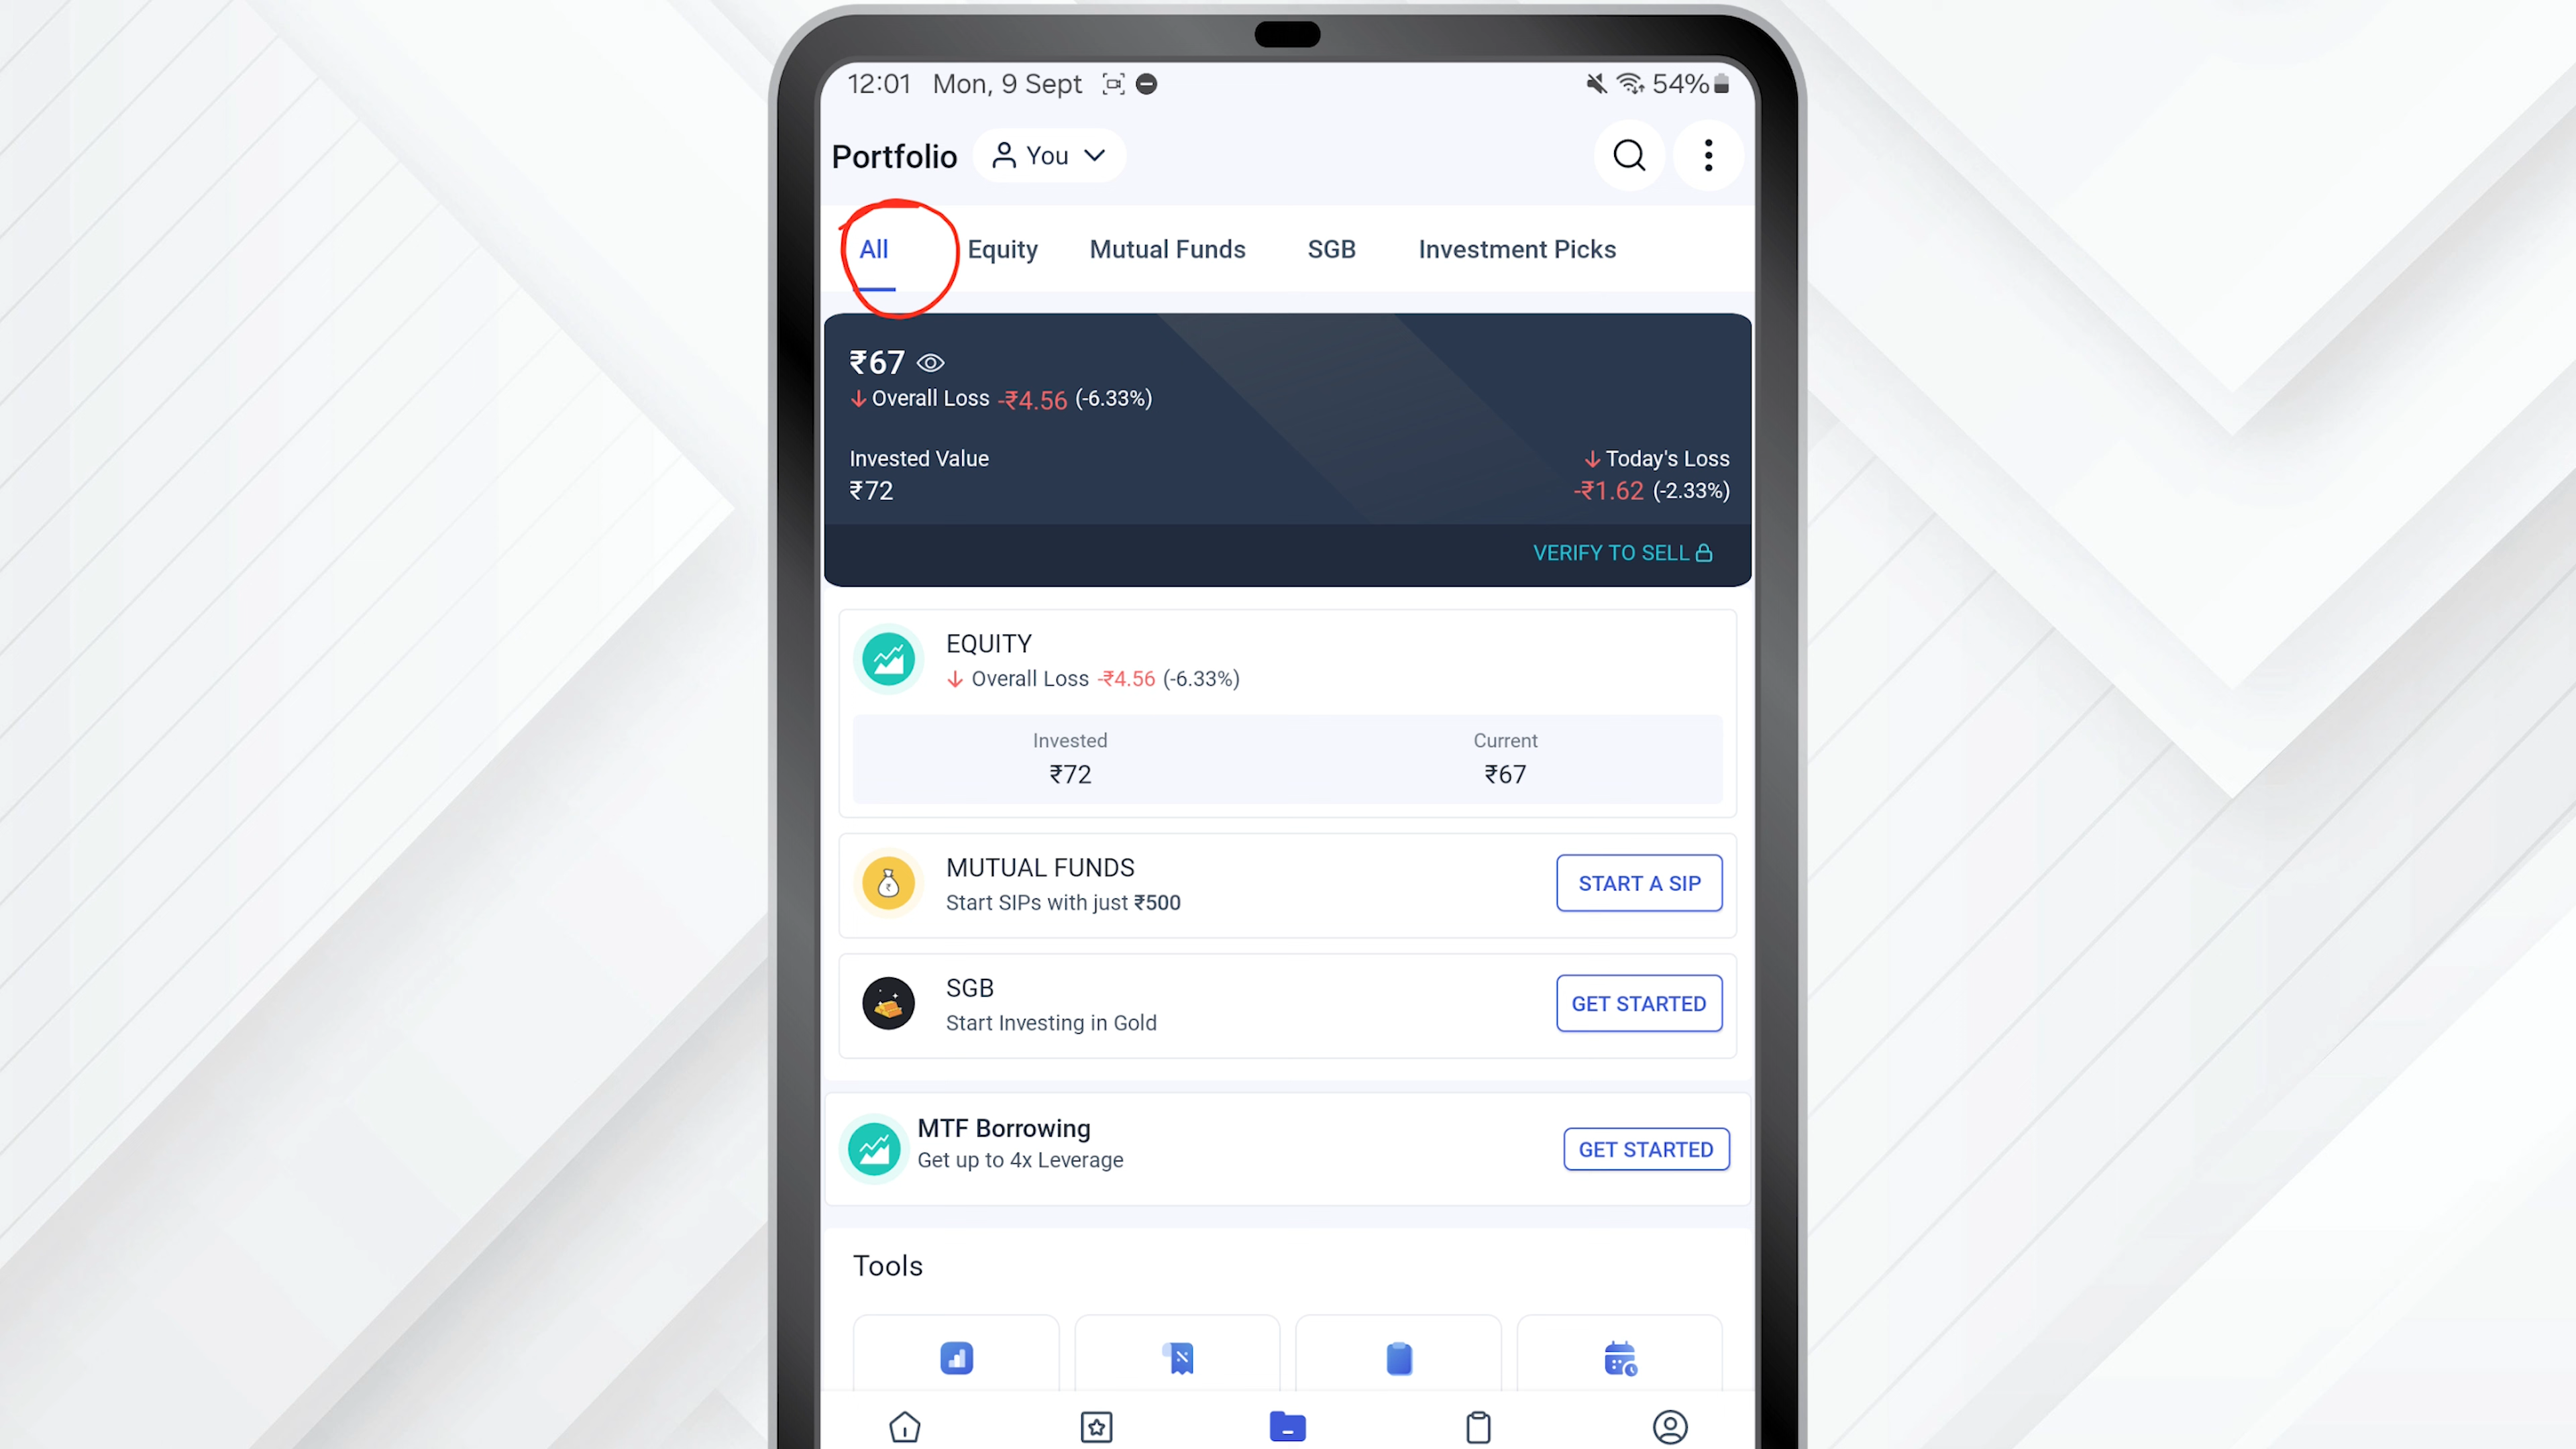 12:01 Mon, 9 Sept 54%
Portfolio You
All Equity Mutual Funds SGB Investment Picks
₹67
Overall Loss -₹4.56 (-6.33%)
Invested Value Today's Loss
₹72 -₹1.62 (-2.33%)
VERIFY TO SELL
EQUITY
Overall Loss -₹4.56 (-6.33%)
Invested Current
₹72 ₹67
MUTUAL FUNDS
Start SIPs with just ₹500
START A SIP
SGB
Start Investing in Gold
GET STARTED
MTF Borrowing
Get up to 4x Leverage
GET STARTED
Tools